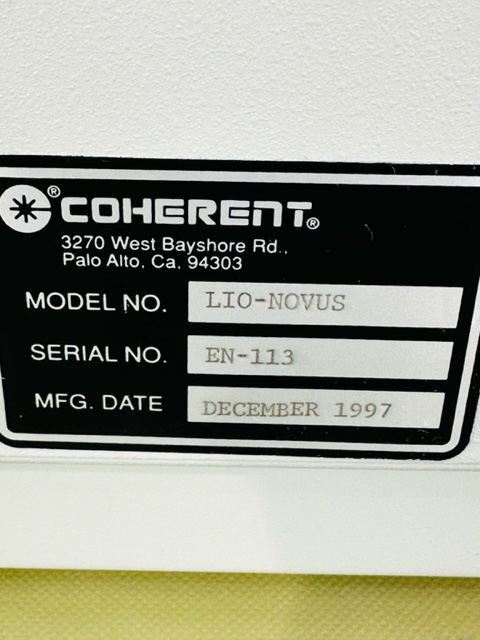 ® COHERENT®
3270 West Bayshore Rd.,
Palo Alto, Ca. 94303
MODEL NO. LIO-NOVUS
SERIAL NO. EN-113
MFG. DATE DECEMBER 1997